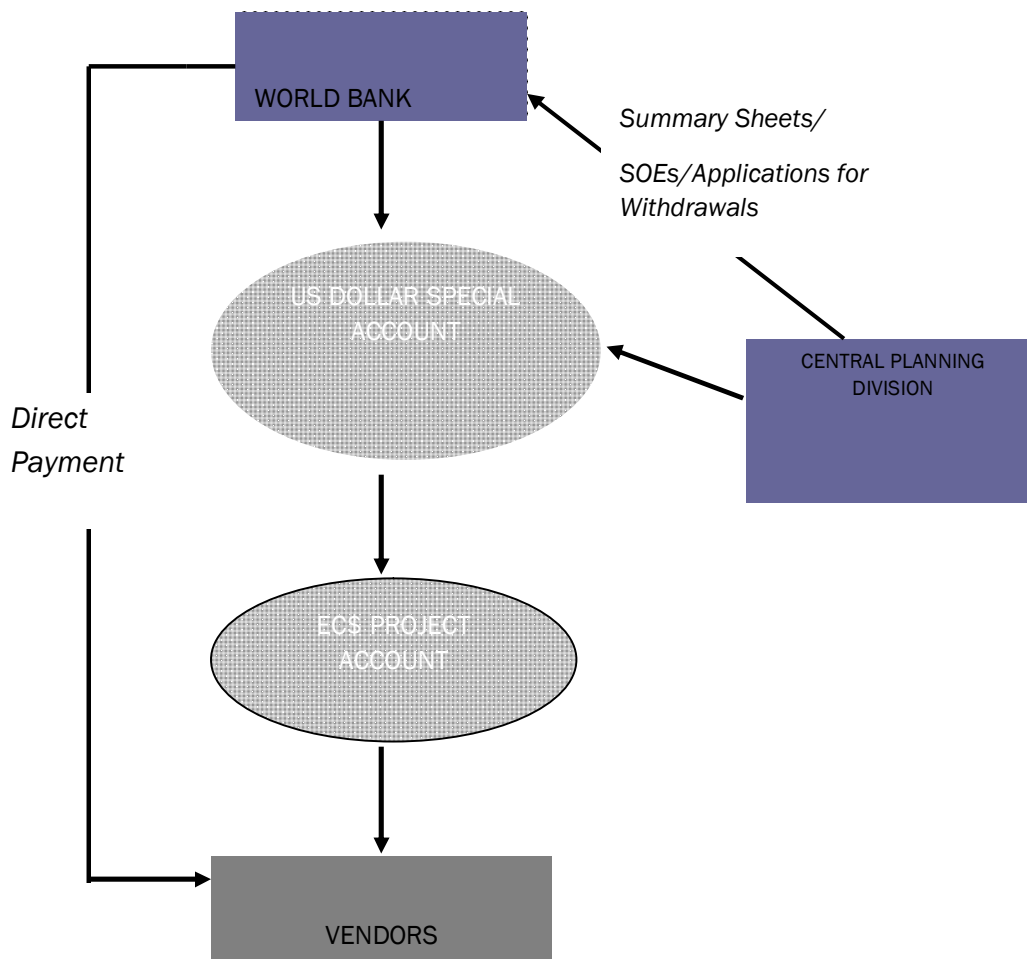 WORLD BANK
Summary Sheets/
SOEs/Applications for
Withdrawals
US DOLLAR SPECIAL
ACCOUNT
CENTRAL PLANNING
DIVISION
Direct
Payment
EC$ PROJECT
ACCOUNT
VENDORS